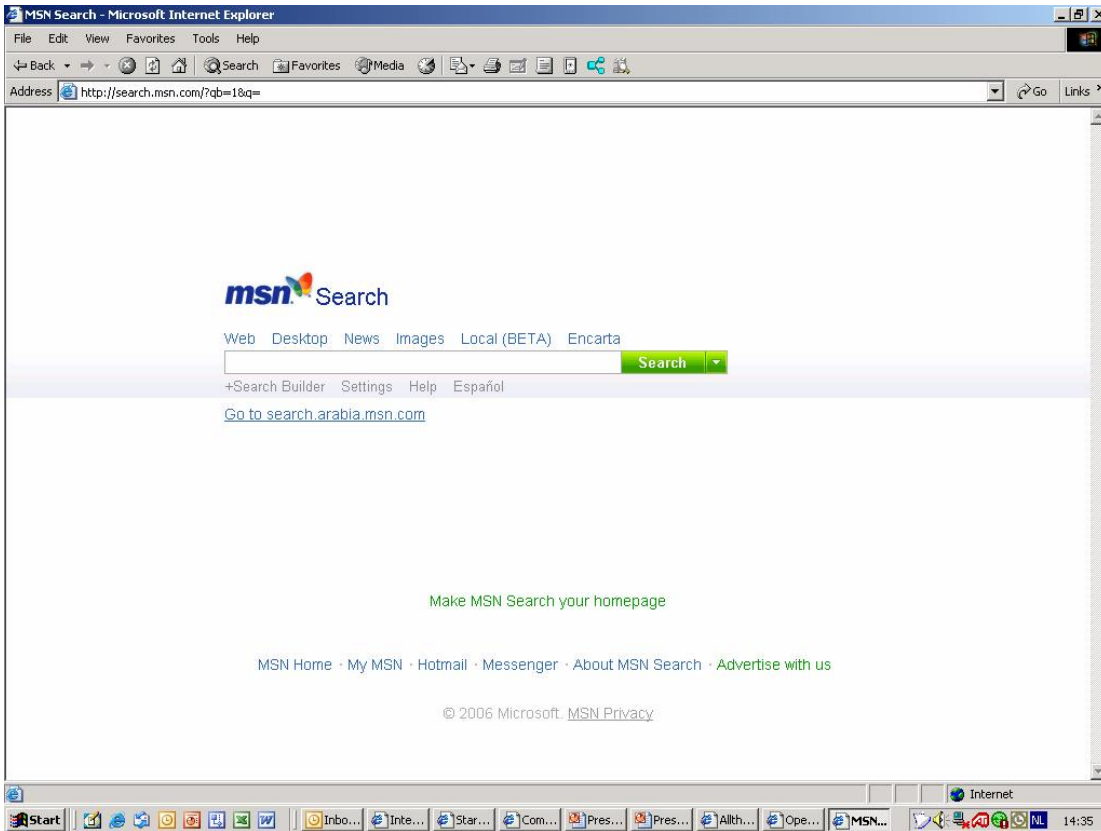 MSN Search - Microsoft Internet Explorer
File Edit View Favorites Tools Help
Back Search Favorites Media
Address http://search.msn.com/?qb=1&q= Go Links
msn Search
Web Desktop News Images Local (BETA) Encarta
Search
+Search Builder Settings Help Español
Go to search.arabia.msn.com
Make MSN Search your homepage
MSN Home · My MSN · Hotmail · Messenger · About MSN Search · Advertise with us
© 2006 Microsoft. MSN Privacy
Internet
Start Inbo... Inte... Star... Com... Pres... Pres... Allth... Ope... MSN... NL 14:35